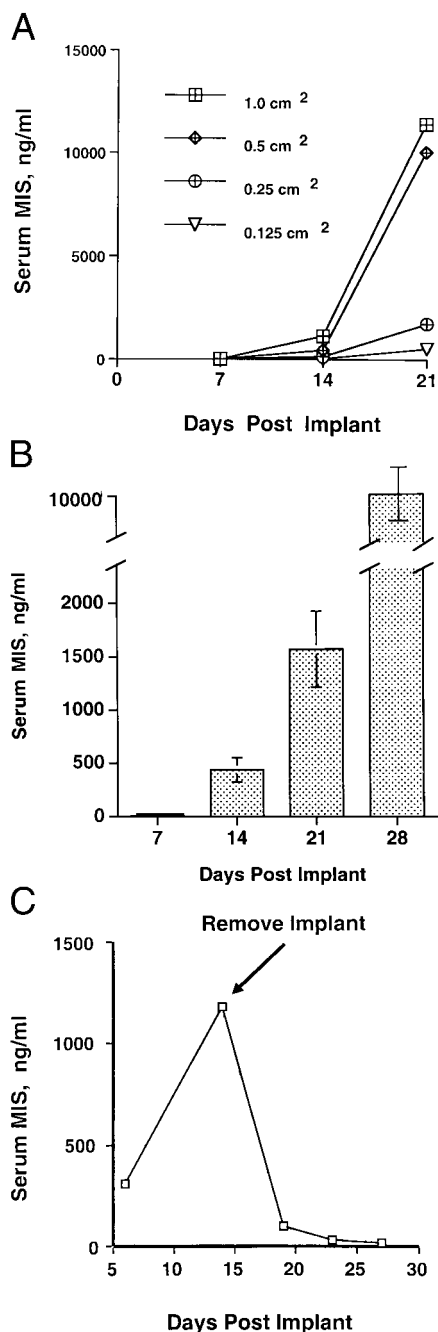 A
15000
10000
5000
0
Serum MIS, ng/ml
1.0 cm 2
0.5 cm 2
0.25 cm 2
0.125 cm 2
0 7 14 21
Days Post Implant
B
10000
2000
1500
1000
500
0
Serum MIS, ng/ml
7 14 21 28
Days Post Implant
C
Remove Implant
1500
1000
500
0
Serum MIS, ng/ml
5 10 15 20 25 30
Days Post Implant